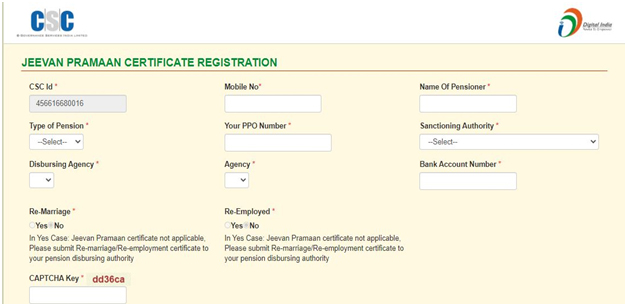 CSC
E-GOVERNANCE SERVICES INDIA LIMITED
Digital India
Power To Empower
JEEVAN PRAMAAN CERTIFICATE REGISTRATION
CSC Id * Mobile No* Name Of Pensioner *
456616680016
Type of Pension * Your PPO Number * Sanctioning Authority *
--Select-- --Select--
Disbursing Agency * Agency * Bank Account Number *
Re-Marriage * Re-Employed *
Yes No Yes No
In Yes Case: Jeevan Pramaan certificate not applicable, In Yes Case: Jeevan Pramaan certificate not applicable,
Please submit Re-marriage/Re-employment certificate to Please submit Re-marriage/Re-employment certificate to
your pension disbursing authority your pension disbursing authority
CAPTCHA Key * dd36ca